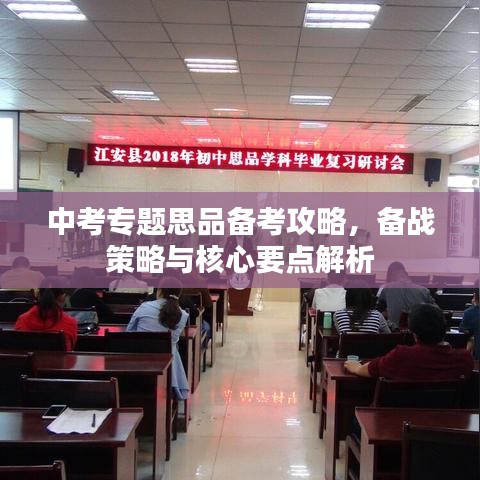 江安县2018年初中思品学科毕业复习研讨会
中考专题思品备考攻略，备战
策略与核心要点解析